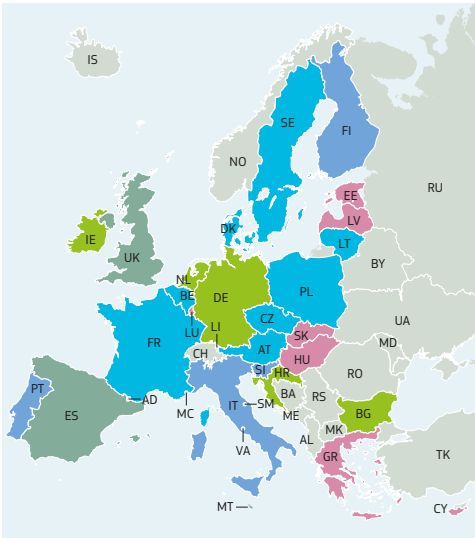 IS
SE
FI
NO
RU
EE
LV
DK
LT
IE
BY
UK
NL
BE
DE
PL
CZ
UA
LU
LI
SK
MD
FR
CH
AT
HU
RO
SI
HR
PT
AD
MC
IT
SM
BA
RS
BG
ES
ME
MK
AL
VA
GR
TK
MT
CY